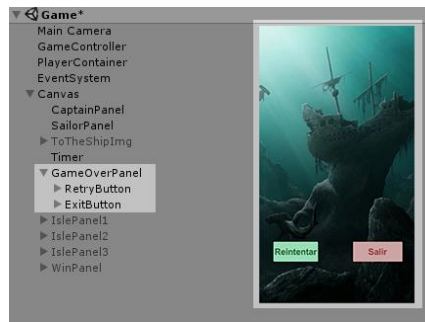 Game*
Main Camera
GameController
PlayerContainer
EventSystem
Canvas
CaptainPanel
SailorPanel
ToTheShipImg
Timer
GameOverPanel
RetryButton
ExitButton
IslePanel1
IslePanel2
IslePanel3
WinPanel
Reintentar
Salir